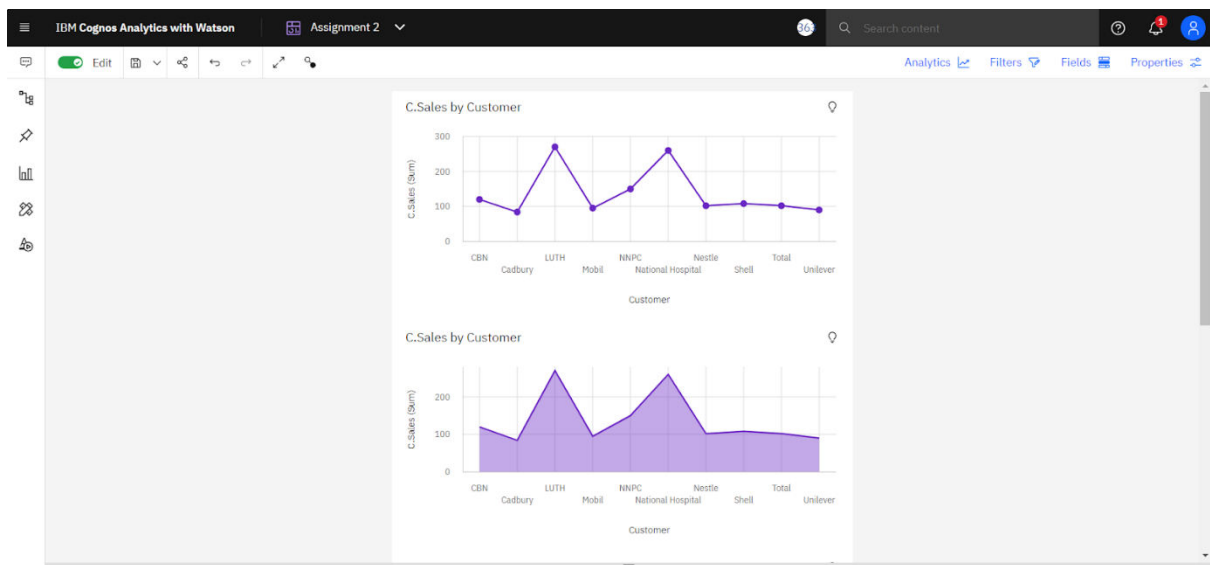 IBM Cognos Analytics with Watson
Assignment 2
Search content
1
Edit
Analytics
Filters
Fields
Properties
C.Sales by Customer
C.Sales (Sum)
300
200
100
0
CBN LUTH NNPC Nestle Total
Cadbury Mobil National Hospital Shell Unilever
Customer
C.Sales by Customer
C.Sales (Sum)
200
100
0
CBN LUTH NNPC Nestle Total
Cadbury Mobil National Hospital Shell Unilever
Customer